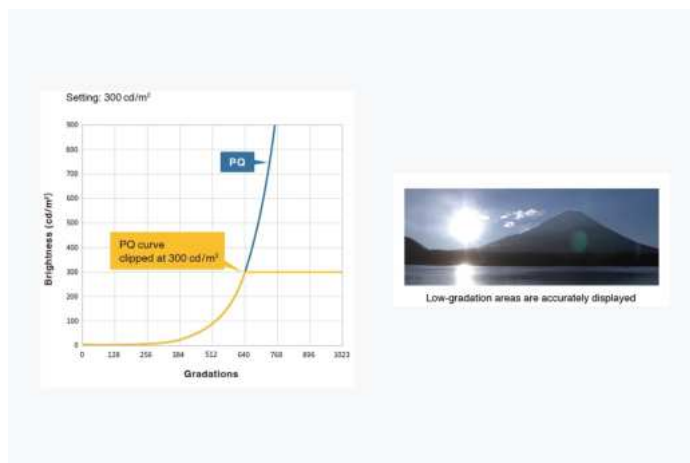 Setting: 300 cd/m²
Brightness (cd/m²)
900
800
700
600
500
400
300
200
100
0
PQ
PQ curve
clipped at 300 cd/m²
0 128 256 384 512 640 768 896 1023
Gradations
Low-gradation areas are accurately displayed